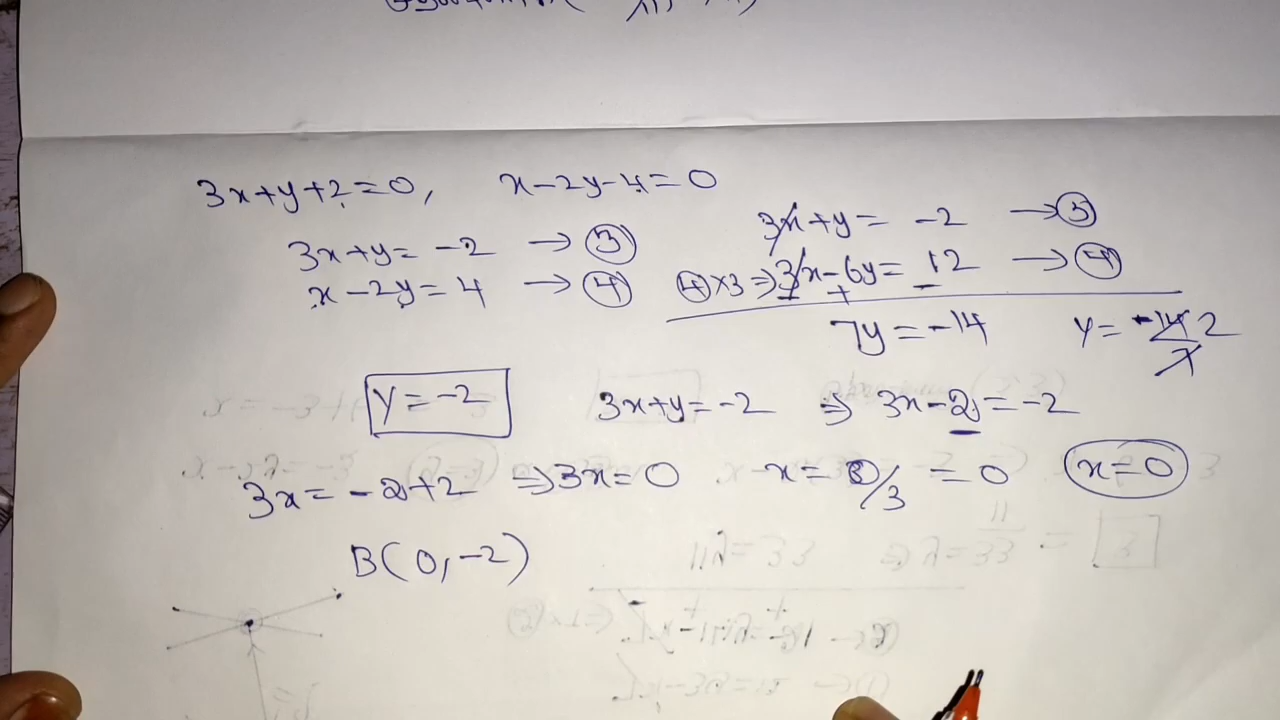 3x+y+2=0, x-2y-4=0
3x+y= -2 → ③
x-2y=4 → ④
3x+y= -2 → ③
④×3 ⇒ 3x-6y= 12 → ④
- + -
7y=-14 y= -14 2
7
y=-2 3x+y=-2 ⇒ 3x-2=-2
3x= -2+2 ⇒3x=0 x= 0/3 =0 x=0
B(0,-2)